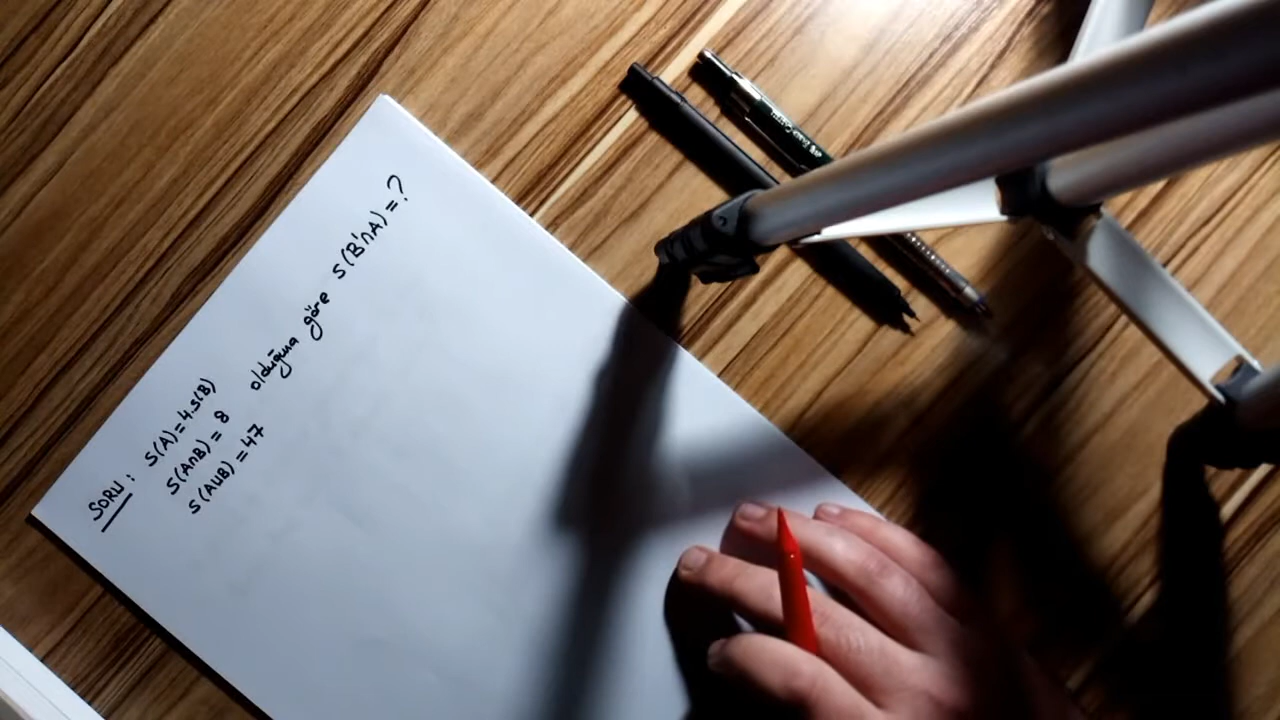 SORU: S(A)=4.S(B)
S(A∩B) = 8 olduğuna göre S(B'∩A) = ?
S(A∪B) = 47